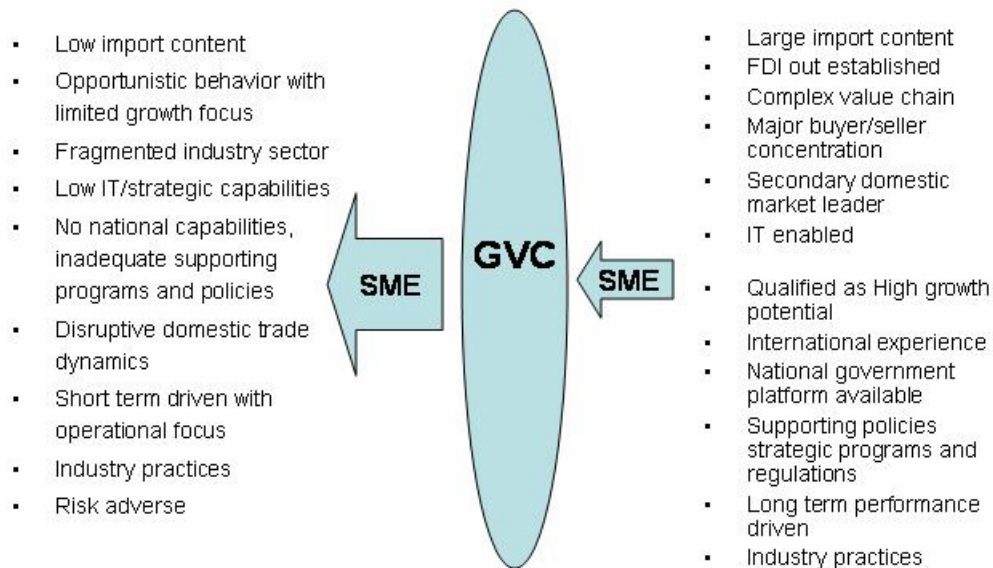 ▪ Low import content
▪ Opportunistic behavior with
limited growth focus
▪ Fragmented industry sector
▪ Low IT/strategic capabilities
▪ No national capabilities,
inadequate supporting
programs and policies
▪ Disruptive domestic trade
dynamics
▪ Short term driven with
operational focus
▪ Industry practices
▪ Risk adverse
SME
GVC
SME
▪ Large import content
▪ FDI out established
▪ Complex value chain
▪ Major buyer/seller
concentration
▪ Secondary domestic
market leader
▪ IT enabled
▪ Qualified as High growth
potential
▪ International experience
▪ National government
platform available
▪ Supporting policies
strategic programs and
regulations
▪ Long term performance
driven
▪ Industry practices